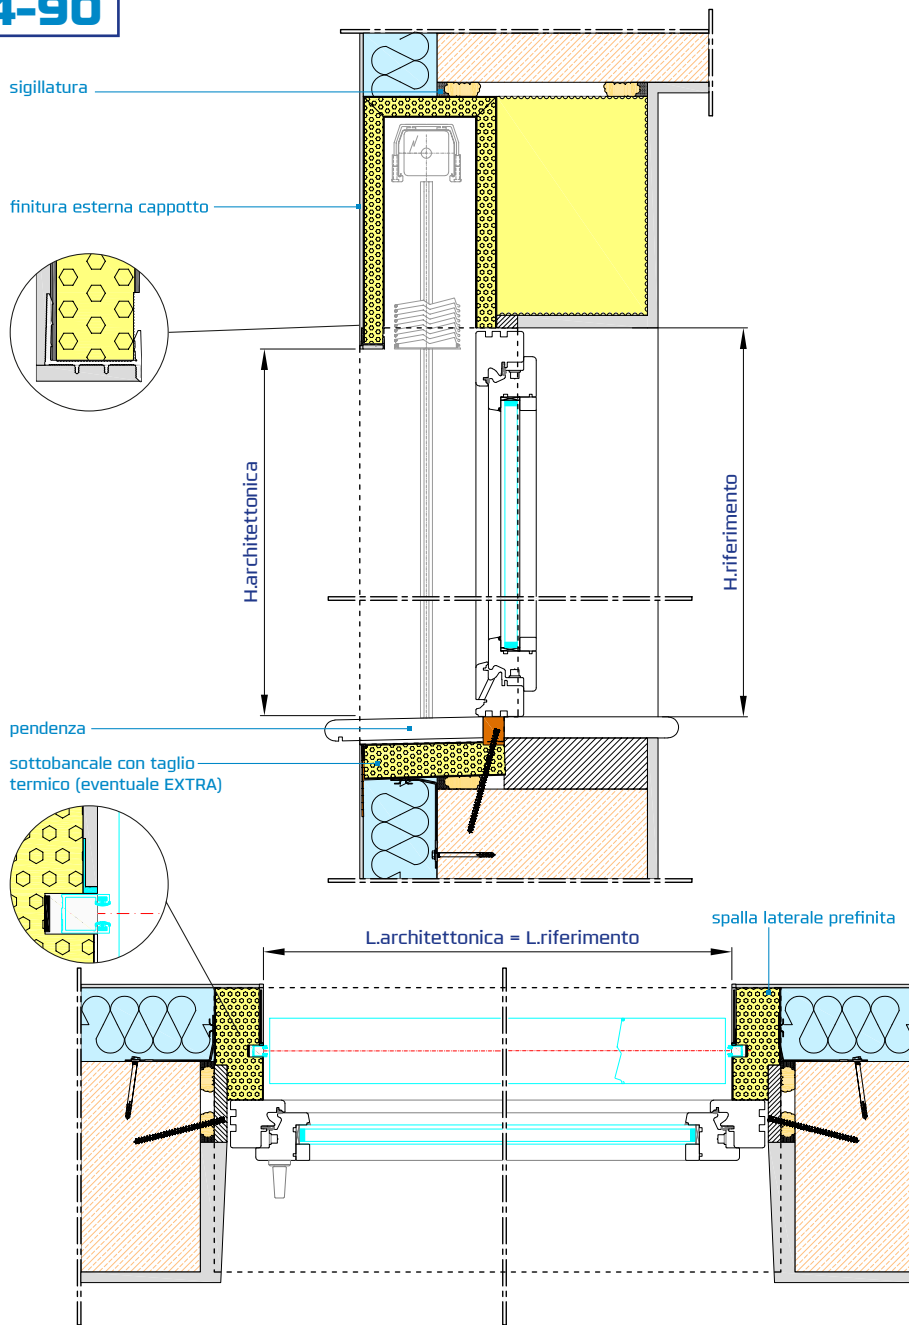 4-90
sigillatura
finitura esterna cappotto
H.architettonica
H.riferimento
pendenza
sottobancale con taglio
termico (eventuale EXTRA)
L.architettonica = L.riferimento
spalla laterale prefinita